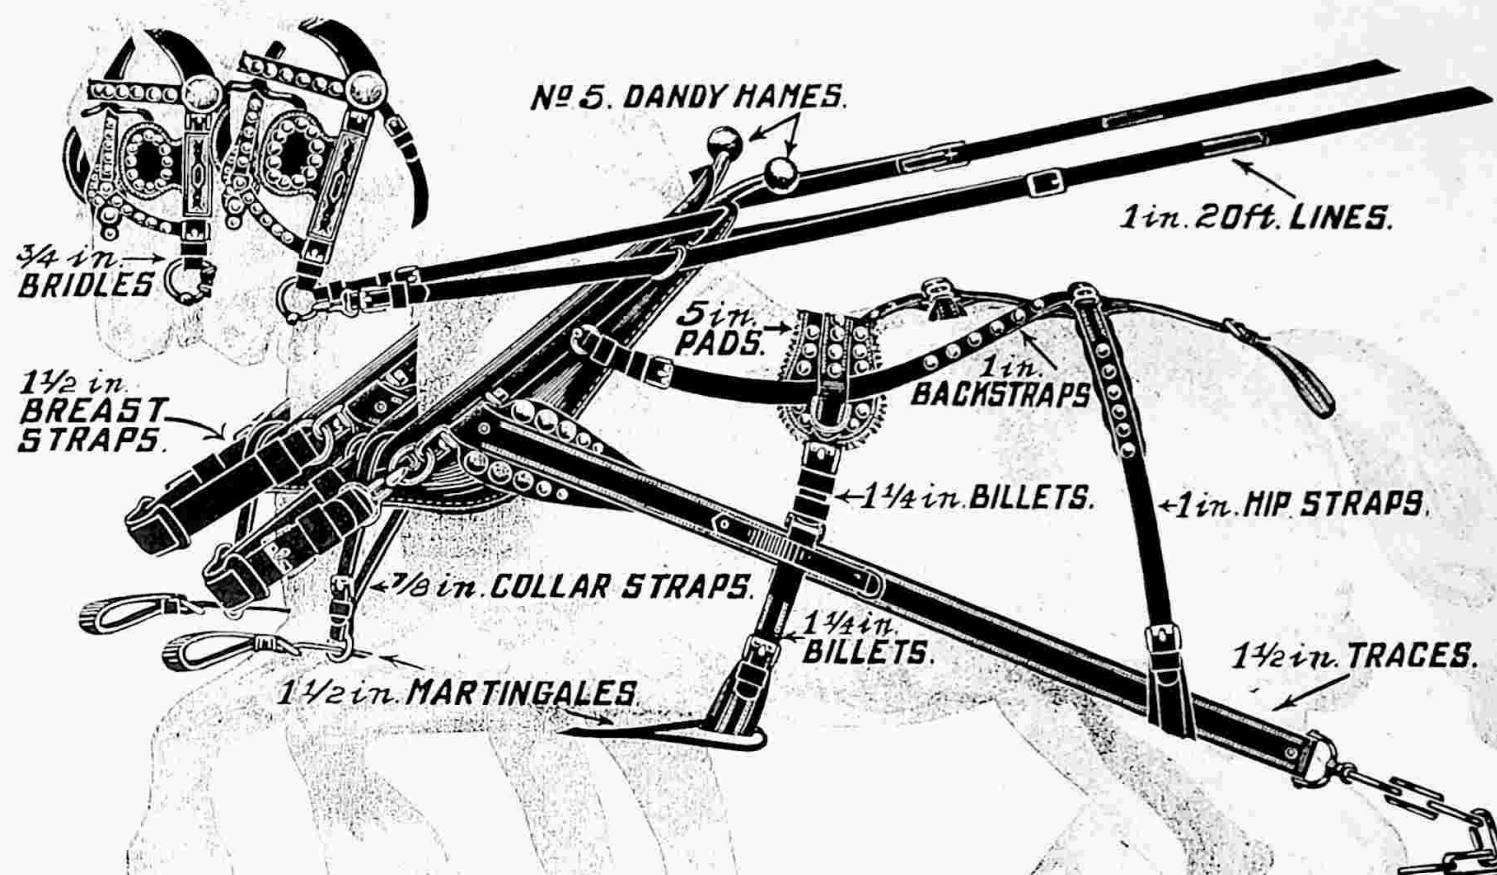 Nº 5. DANDY HAMES.
1 in. 20 ft. LINES.
3/4 in.
BRIDLES
5 in.
PADS.
1 in.
BACKSTRAPS
1 1/2 in.
BREAST
STRAPS.
1 1/4 in. BILLETS.
1 in. HIP STRAPS.
7/8 in. COLLAR STRAPS.
1 1/4 in.
BILLETS.
1 1/2 in. TRACES.
1 1/2 in. MARTINGALES